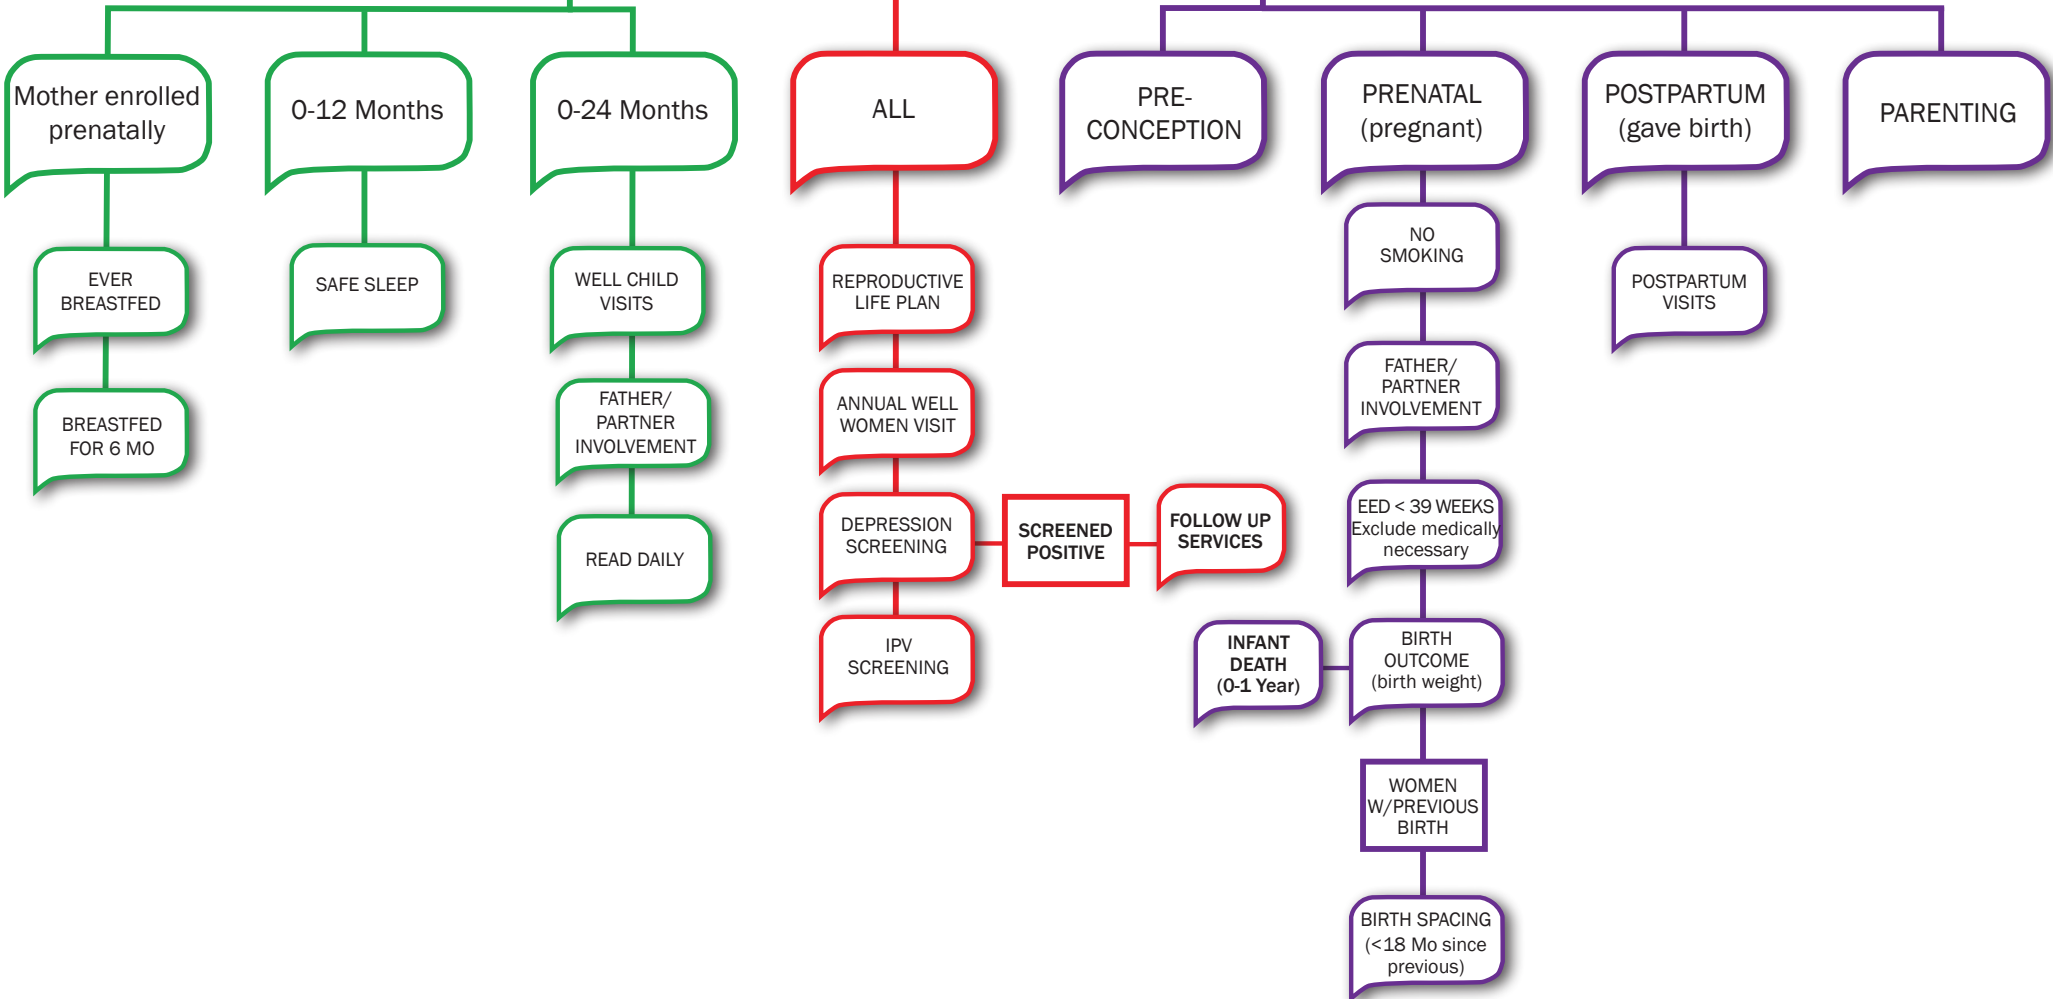 Mother enrolled
prenatally
0-12 Months
0-24 Months
ALL
PRE-
CONCEPTION
PRENATAL
(pregnant)
POSTPARTUM
(gave birth)
PARENTING
EVER
BREASTFED
BREASTFED
FOR 6 MO
SAFE SLEEP
WELL CHILD
VISITS
FATHER/
PARTNER
INVOLVEMENT
READ DAILY
REPRODUCTIVE
LIFE PLAN
ANNUAL WELL
WOMEN VISIT
DEPRESSION
SCREENING
SCREENED
POSITIVE
FOLLOW UP
SERVICES
IPV
SCREENING
NO
SMOKING
FATHER/
PARTNER
INVOLVEMENT
EED < 39 WEEKS
Exclude medically
necessary
BIRTH
OUTCOME
(birth weight)
INFANT
DEATH
(0-1 Year)
WOMEN
W/PREVIOUS
BIRTH
BIRTH SPACING
(<18 Mo since
previous)
POSTPARTUM
VISITS